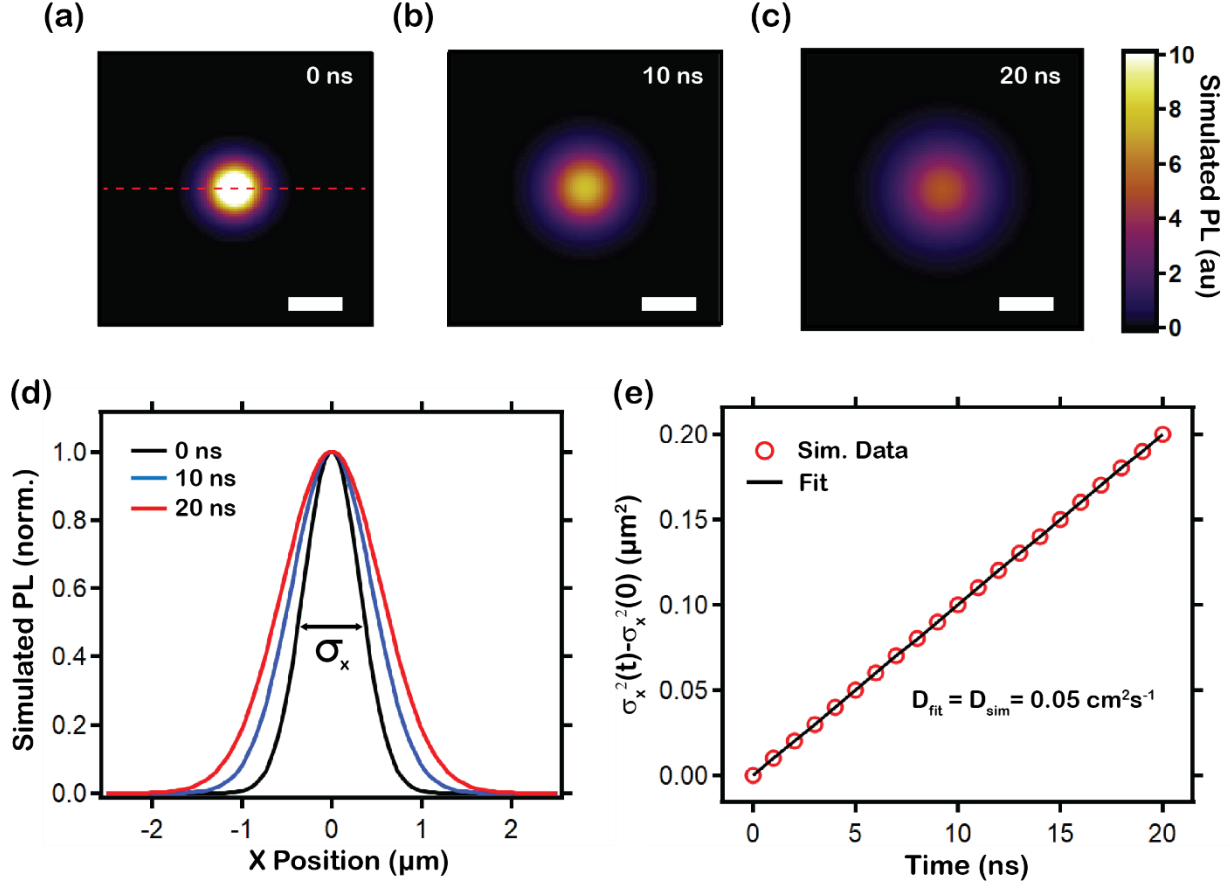 (a)
0 ns
(b)
10 ns
(c)
20 ns
10
8
6
4
2
0
Simulated PL (au)
(d)
0 ns
10 ns
20 ns
1.0
0.8
0.6
0.4
0.2
0.0
Simulated PL (norm.)
σx
-2 -1 0 1 2
X Position (µm)
(e)
Sim. Data
Fit
0.20
0.15
0.10
0.05
0.00
σx²(t)-σx²(0) (µm²)
Dfit = Dsim= 0.05 cm²s⁻¹
0 5 10 15 20
Time (ns)